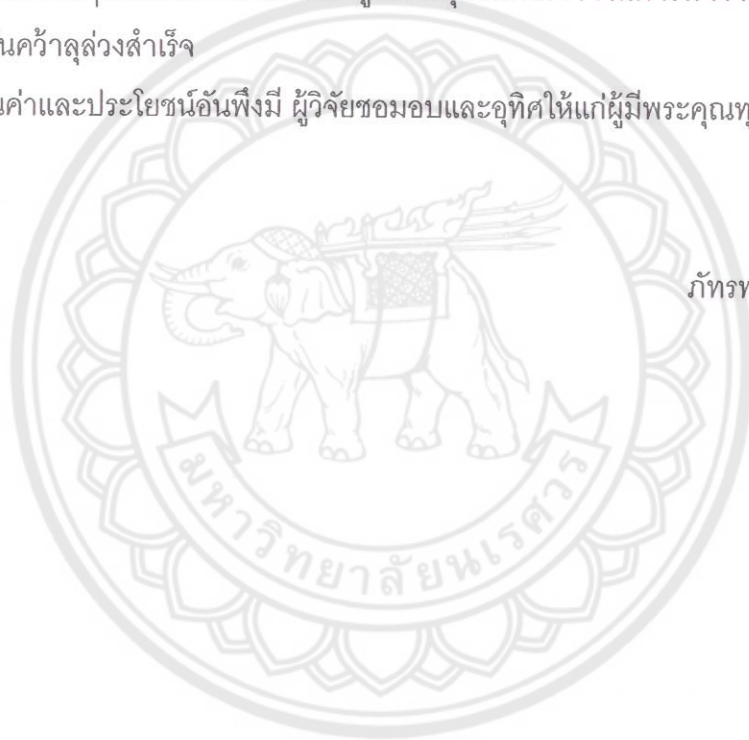 นคว้าลุล่วงสำเร็จ
นค่าและประโยชน์อันพึงมี ผู้วิจัยขอมอบและอุทิศให้แก่ผู้มีพระคุณทุ
ภัทรพ
มหาวิทยาลัยนเรศวร